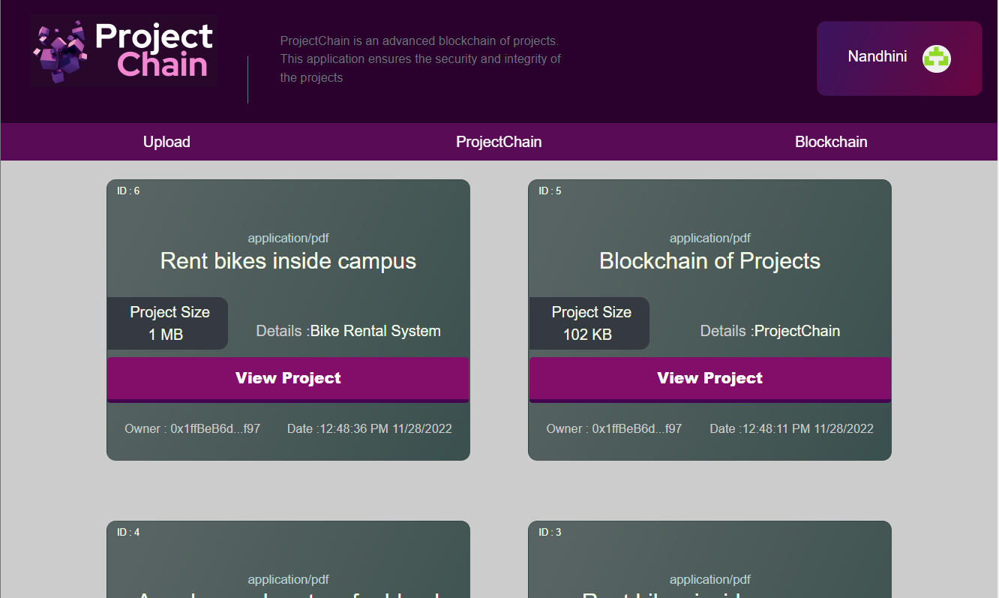 Project
Chain
ProjectChain is an advanced blockchain of projects.
This application ensures the security and integrity of
the projects
Nandhini
Upload
ProjectChain
Blockchain
ID : 6
application/pdf
Rent bikes inside campus
Project Size
1 MB
Details :Bike Rental System
View Project
Owner : 0x1ffBeB6d...f97
Date :12:48:36 PM 11/28/2022
ID : 5
application/pdf
Blockchain of Projects
Project Size
102 KB
Details :ProjectChain
View Project
Owner : 0x1ffBeB6d...f97
Date :12:48:11 PM 11/28/2022
ID : 4
application/pdf
ID : 3
application/pdf